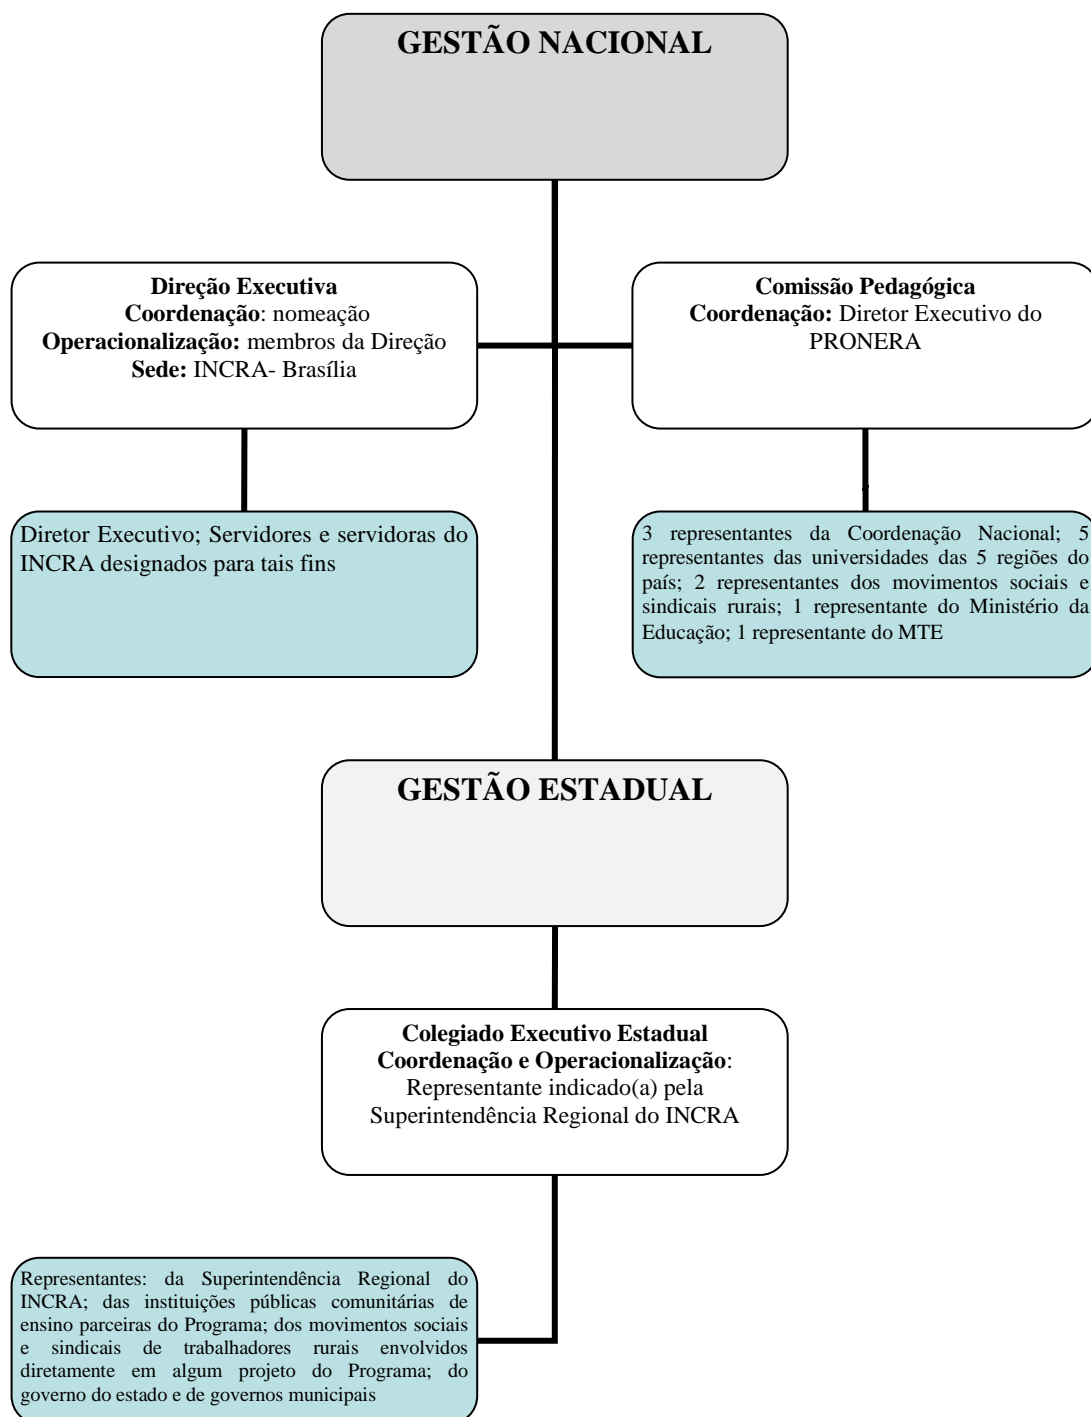 GESTÃO NACIONAL
Direção Executiva
Coordenação: nomeação
Operacionalização: membros da Direção
Sede: INCRA- Brasília
Comissão Pedagógica
Coordenação: Diretor Executivo do
PRONERA
Diretor Executivo; Servidores e servidoras do
INCRA designados para tais fins
3 representantes da Coordenação Nacional; 5
representantes das universidades das 5 regiões do
país; 2 representantes dos movimentos sociais e
sindicais rurais; 1 representante do Ministério da
Educação; 1 representante do MTE
GESTÃO ESTADUAL
Colegiado Executivo Estadual
Coordenação e Operacionalização:
Representante indicado(a) pela
Superintendência Regional do INCRA
Representantes: da Superintendência Regional do
INCRA; das instituições públicas comunitárias de
ensino parceiras do Programa; dos movimentos sociais
e sindicais de trabalhadores rurais envolvidos
diretamente em algum projeto do Programa; do
governo do estado e de governos municipais